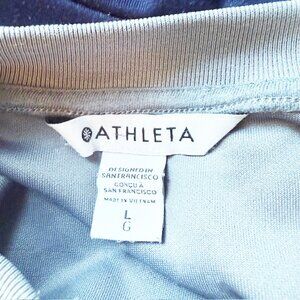 ATHLETA
DESIGNED IN
SAN FRANCISCO
CONÇU À
SAN FRANCISCO
MADE IN VIETNAM
L
G